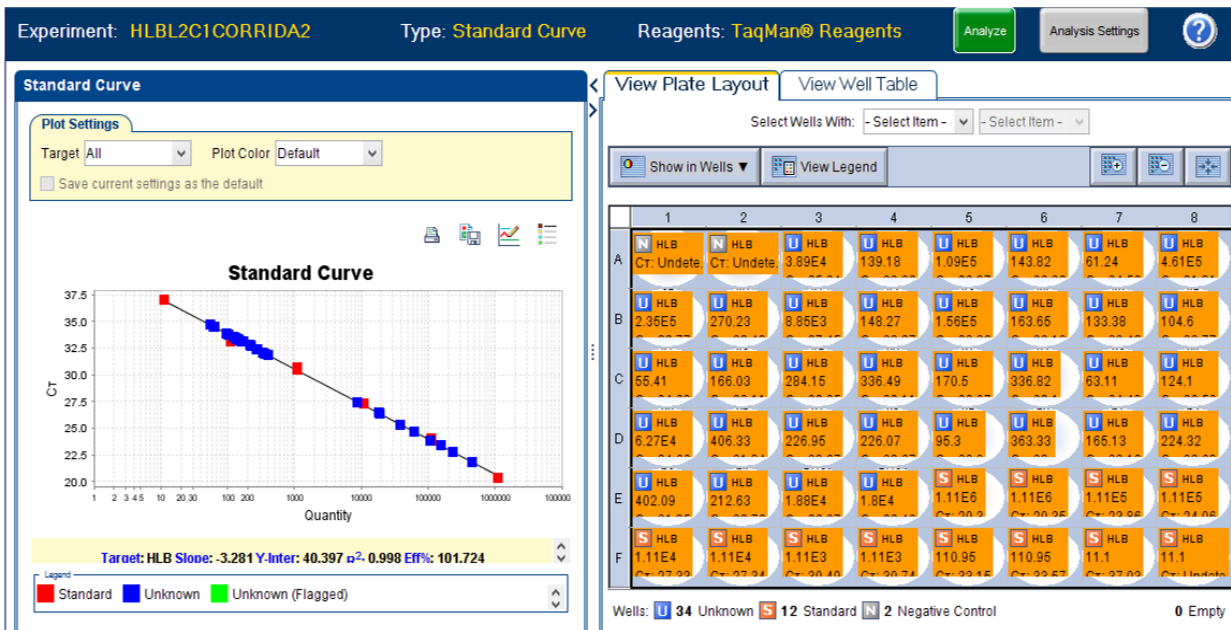 Experiment: HLBL2C1CORRIDA2 Type: Standard Curve Reagents: TaqMan® Reagents Analyze Analysis Settings
Standard Curve
Plot Settings
Target All Plot Color Default
Save current settings as the default
Standard Curve
37.5
35.0
32.5
30.0
27.5
25.0
22.5
20.0
CT
1 2 3 4 5 10 20 30 100 200 1000 10000 100000 1000000
Quantity
Target: HLB Slope: -3.281 Y-Inter: 40.397 R2: 0.998 Eff%: 101.724
Legend
Standard Unknown Unknown (Flagged)
View Plate Layout View Well Table
Select Wells With: - Select Item - - Select Item -
Show in Wells ▼ View Legend
1 2 3 4 5 6 7 8
A
N HLB N HLB U HLB U HLB U HLB U HLB U HLB U HLB
CT: Undete. CT: Undete. 3.89E4 139.18 1.09E5 143.82 61.24 4.61E5
B
U HLB U HLB U HLB U HLB U HLB U HLB U HLB U HLB
2.35E5 270.23 8.85E3 148.27 1.56E5 163.65 133.38 104.6
C
U HLB U HLB U HLB U HLB U HLB U HLB U HLB U HLB
55.41 166.03 284.15 336.49 170.5 336.82 63.11 124.1
D
U HLB U HLB U HLB U HLB U HLB U HLB U HLB U HLB
6.27E4 406.33 226.95 226.07 95.3 363.33 165.13 224.32
E
U HLB U HLB U HLB U HLB S HLB S HLB S HLB S HLB
402.09 212.63 1.88E4 1.8E4 1.11E6 1.11E6 1.11E5 1.11E5
CT: 20.3 CT: 20.35 CT: 23.86 CT: 24.06
F
S HLB S HLB S HLB S HLB S HLB S HLB S HLB S HLB
1.11E4 1.11E4 1.11E3 1.11E3 110.95 110.95 11.1 11.1
CT: 27.33 CT: 27.34 CT: 30.49 CT: 30.74 CT: 33.15 CT: 33.57 CT: 37.03 CT: Undete
Wells: U 34 Unknown S 12 Standard N 2 Negative Control 0 Empty